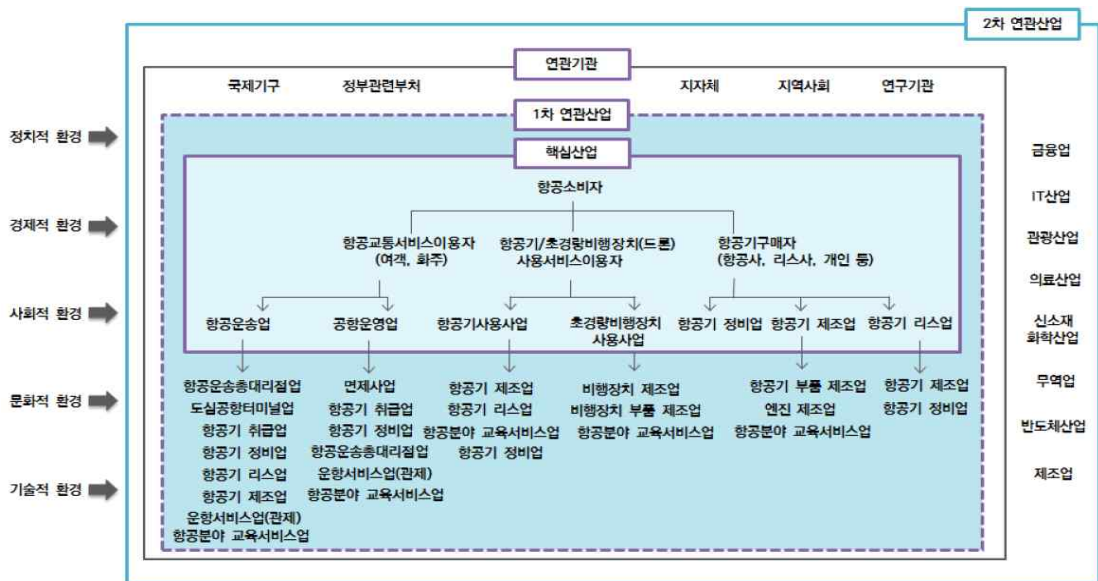 2차 연관산업
연관기관
국제기구
정부관련부처
지자체
지역사회
연구기관
1차 연관산업
핵심산업
항공소비자
항공교통서비스이용자
(여객, 화주)
항공기/초경량비행장치(드론)
사용서비스이용자
항공기구매자
(항공사, 리스사, 개인 등)
항공운송업
공항운영업
항공기사용사업
초경량비행장치
사용사업
항공기 정비업
항공기 제조업
항공기 리스업
항공운송총대리점업
도심공항터미널업
항공기 취급업
항공기 정비업
항공기 리스업
항공기 제조업
운항서비스업(관제)
항공분야 교육서비스업
면제사업
항공기 취급업
항공기 정비업
항공운송총대리점업
운항서비스업(관제)
항공분야 교육서비스업
항공기 제조업
항공기 리스업
항공분야 교육서비스업
항공기 정비업
비행장치 제조업
비행장치 부품 제조업
항공분야 교육서비스업
항공기 부품 제조업
엔진 제조업
항공분야 교육서비스업
항공기 제조업
항공기 정비업
정치적 환경
경제적 환경
사회적 환경
문화적 환경
기술적 환경
금융업
IT산업
관광산업
의료산업
신소재
화학산업
무역업
반도체산업
제조업